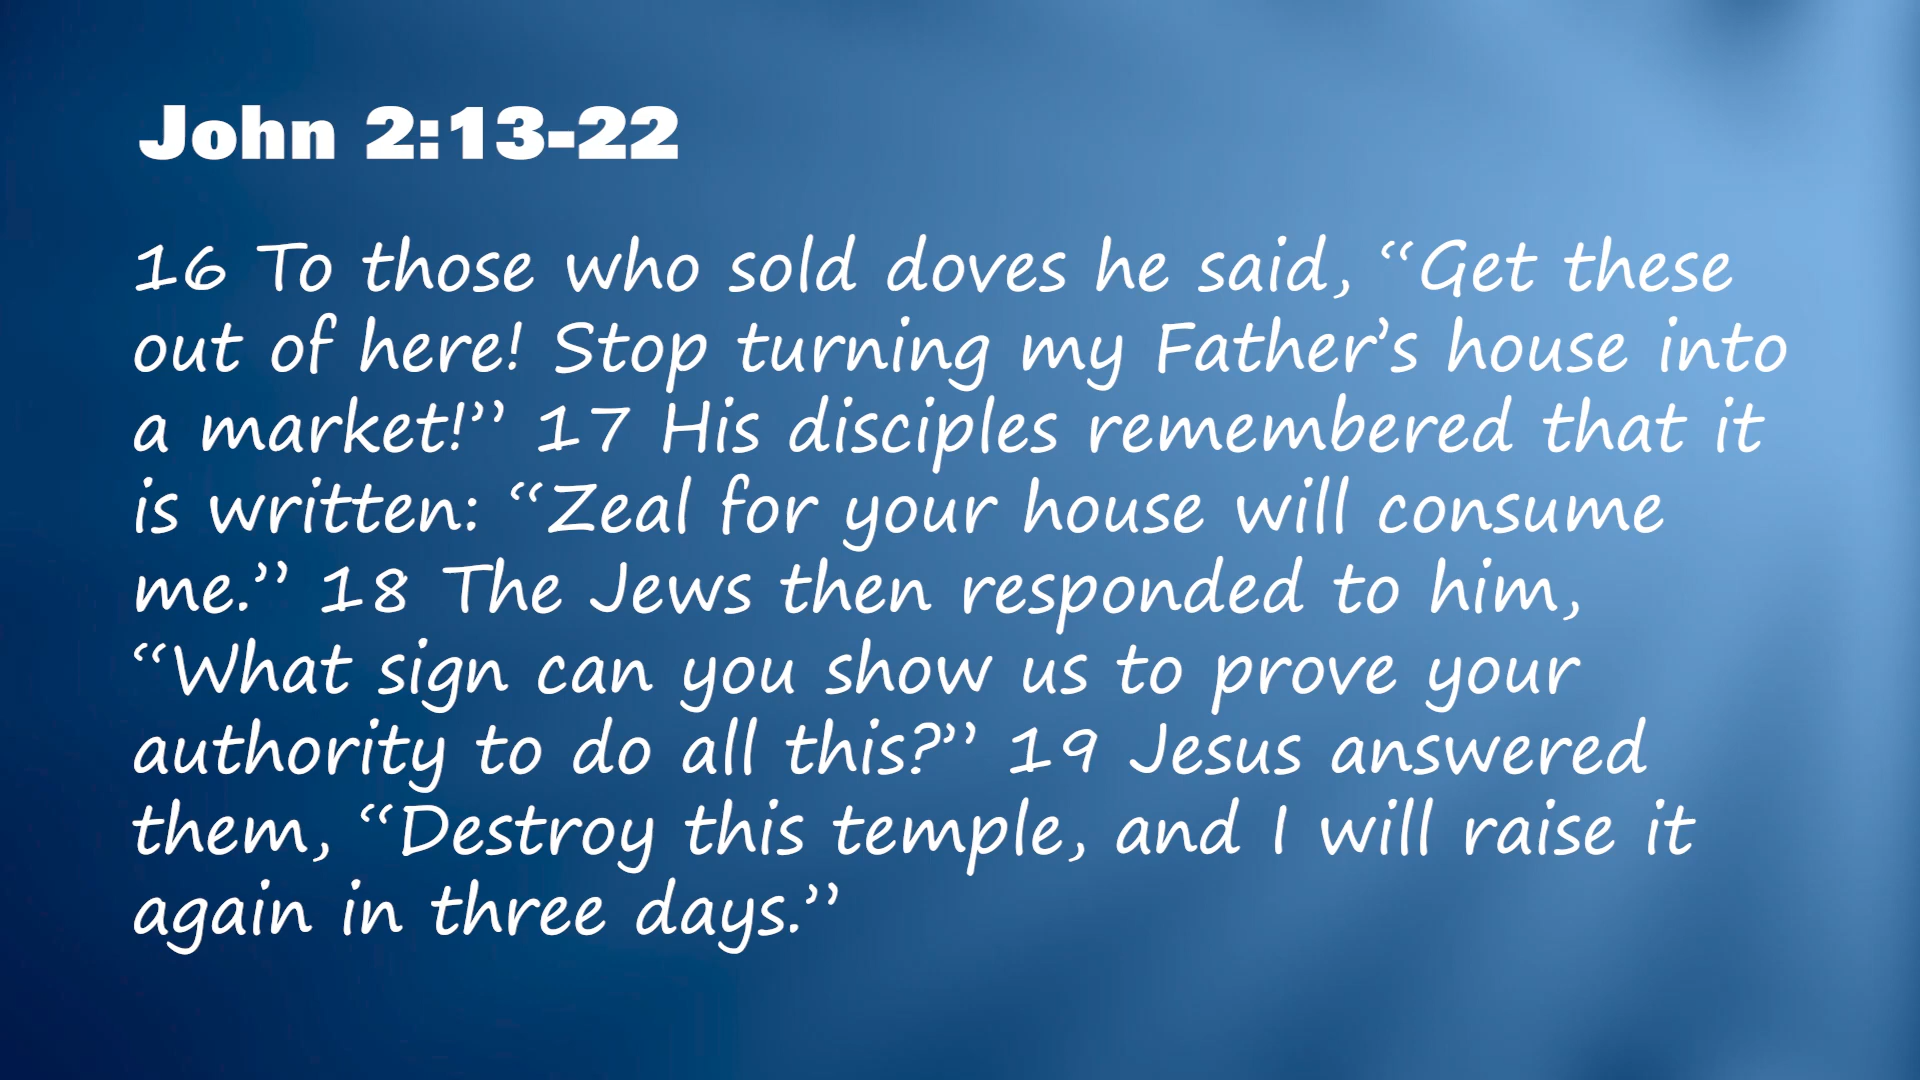 John 2:13-22
16 To those who sold doves he said, “Get these
out of here! Stop turning my Father’s house into
a market!” 17 His disciples remembered that it
is written: “Zeal for your house will consume
me.” 18 The Jews then responded to him,
“What sign can you show us to prove your
authority to do all this?” 19 Jesus answered
them, “Destroy this temple, and I will raise it
again in three days.”